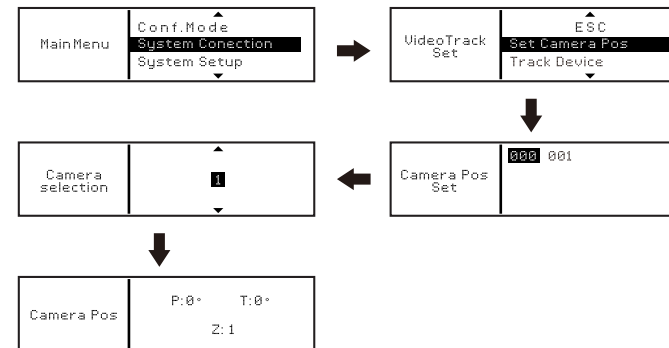 Main Menu
Conf.Mode
System Conection
System Setup
VideoTrack
Set
ESC
Set Camera Pos
Track Device
Camera Pos
Set
000 001
Camera
selection
1
Camera Pos
P:0° T:0°
Z:1